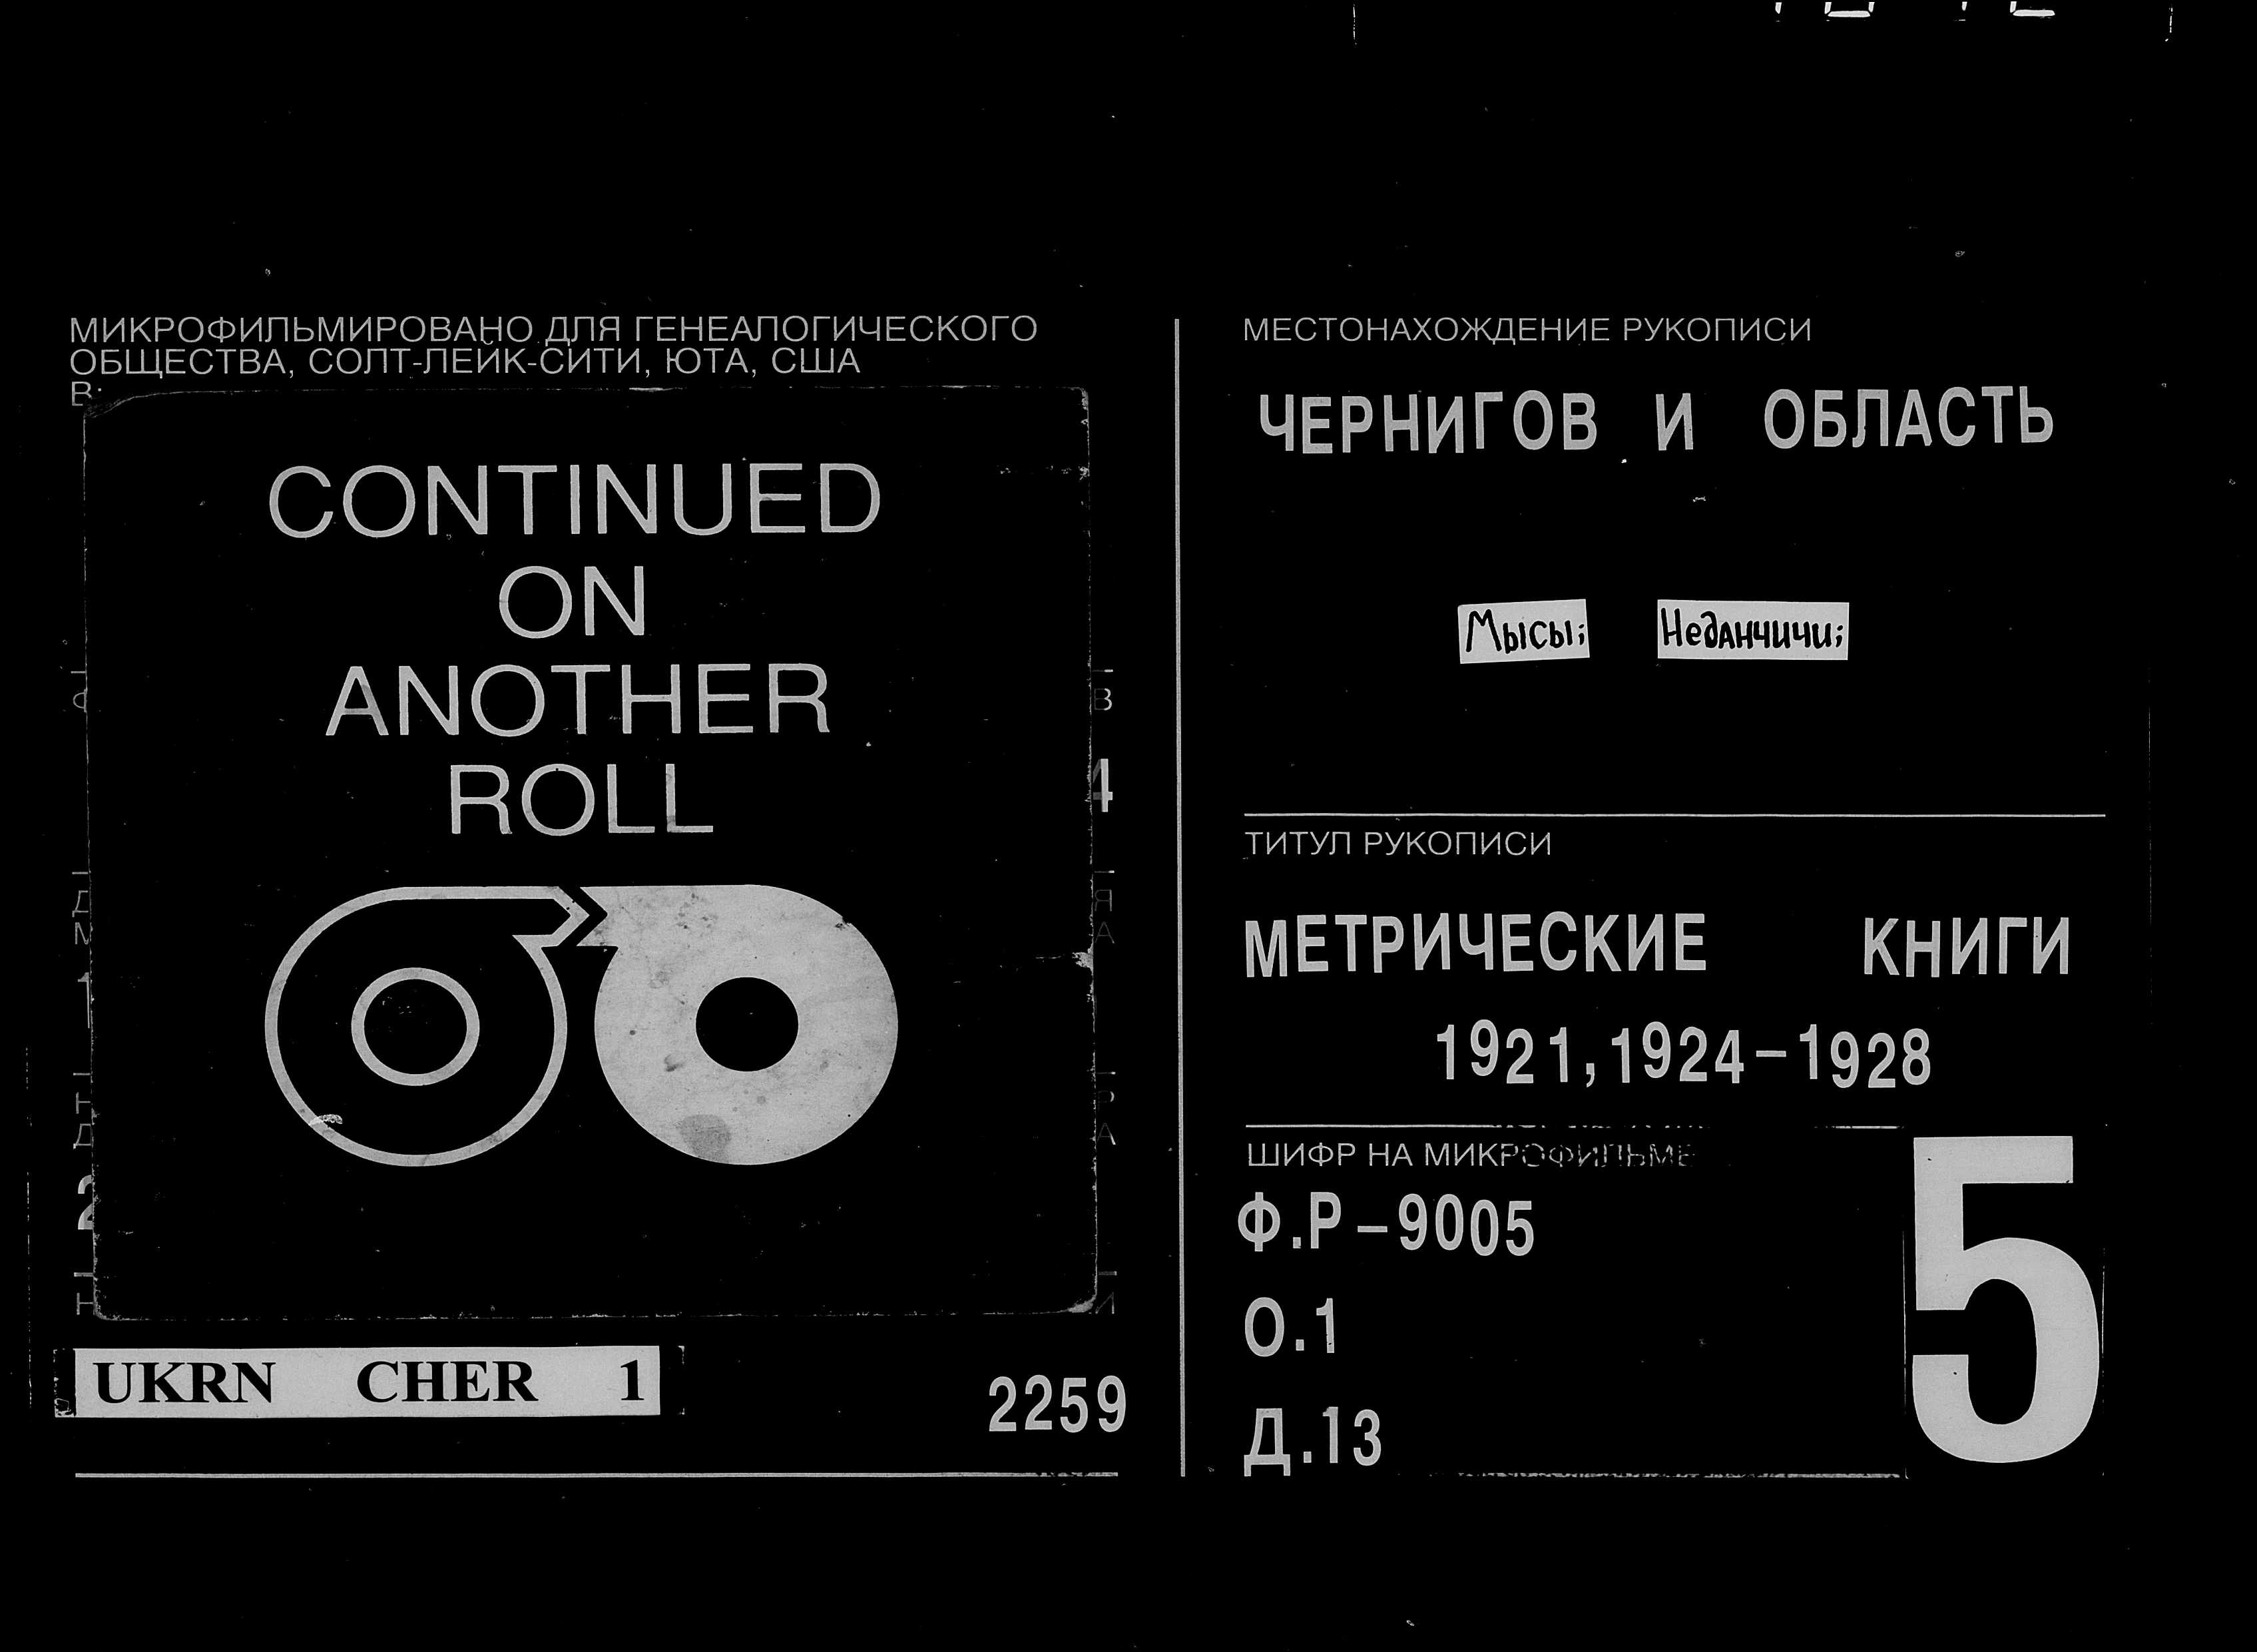 МИКРОФИЛЬМИРОВАНО ДЛЯ ГЕНЕАЛОГИЧЕСКОГО
ОБЩЕСТВА, СОЛТ-ЛЕЙК-СИТИ, ЮТА, США
В:
CONTINUED
ON
ANOTHER
ROLL
UKRN CHER 1
2259
МЕСТОНАХОЖДЕНИЕ РУКОПИСИ
ЧЕРНИГОВ И ОБЛАСТЬ
Мысы; Неданчичи;
ТИТУЛ РУКОПИСИ
МЕТРИЧЕСКИЕ КНИГИ
1921,1924-1928
ШИФР НА МИКРОФИЛЬМЕ
Ф.Р-9005
О.1
Д.13
5